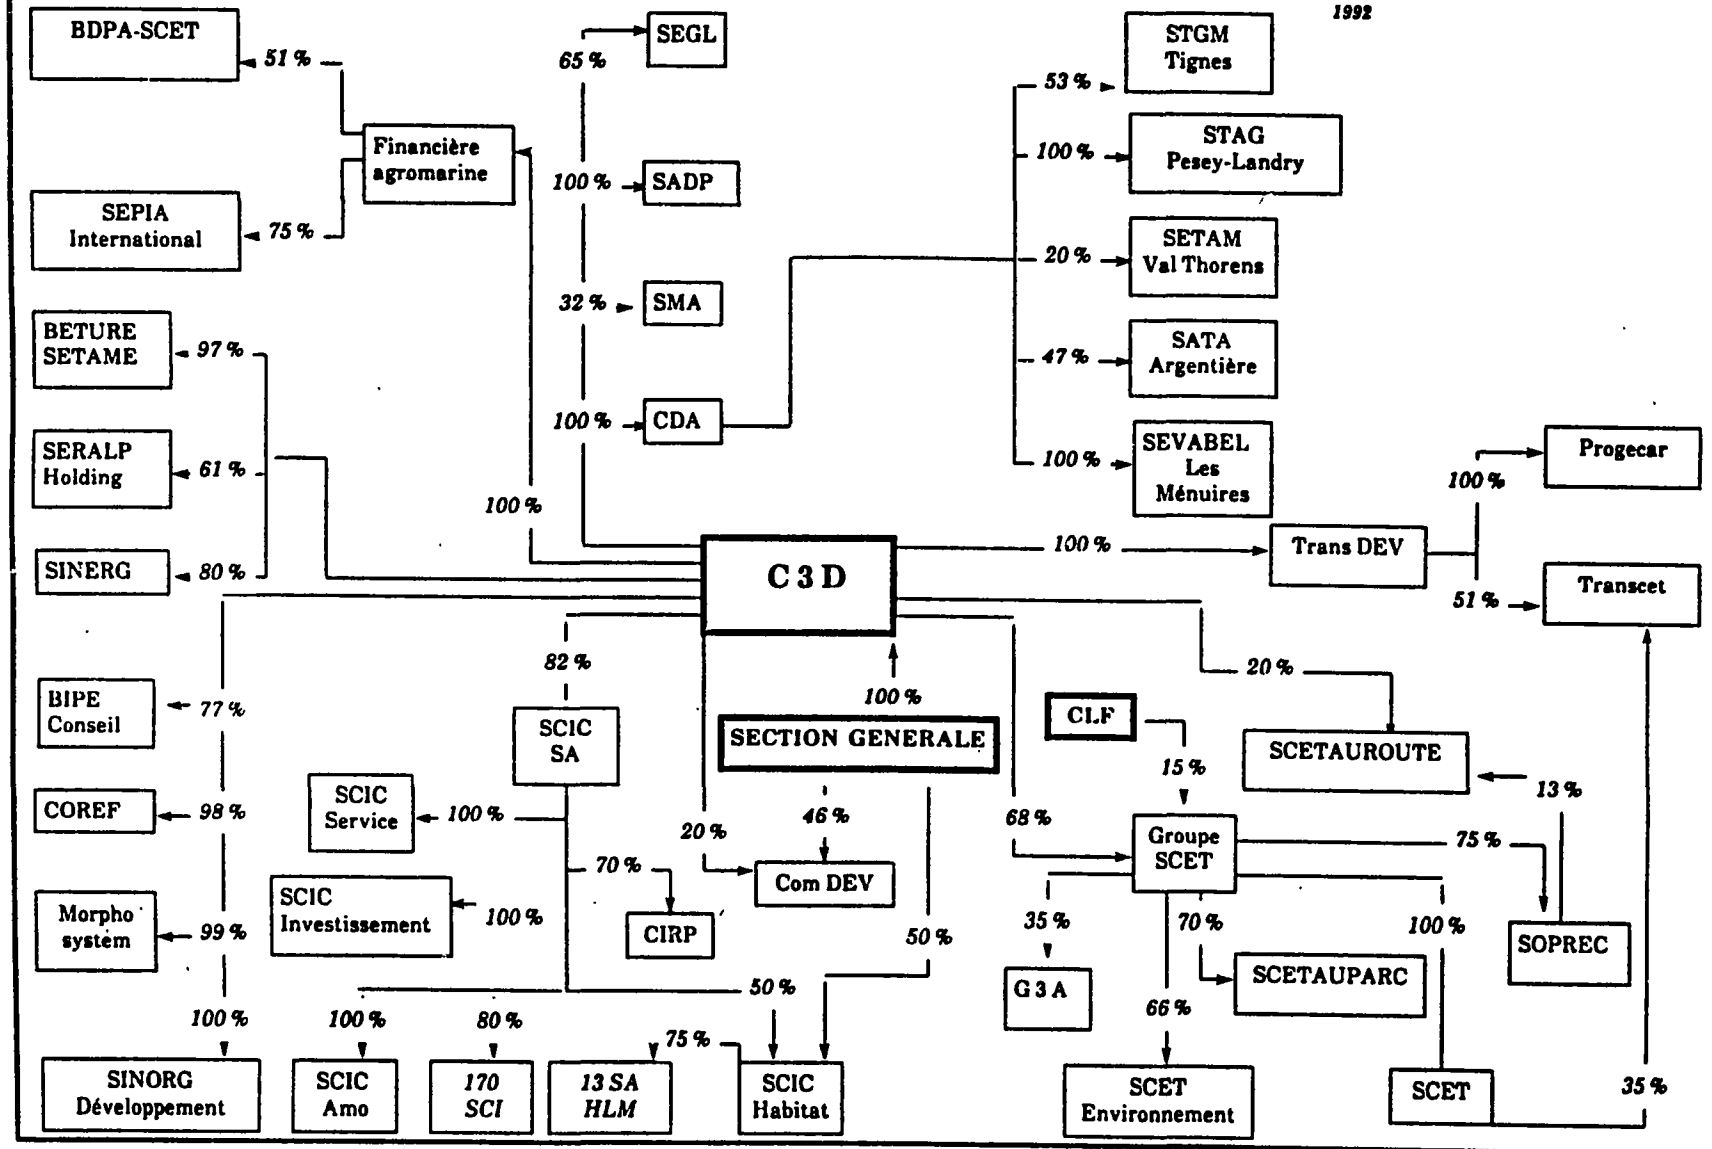 1992
BDPA-SCET
51 %
Financière
agromarine
SEPIA
International
75 %
BETURE
SETAME
97 %
SERALP
Holding
61 %
SINERG
80 %
100 %
65 %
SEGL
100 %
SADP
32 %
SMA
100 %
CDA
53 %
STGM
Tignes
100 %
STAG
Pesey-Landry
20 %
SETAM
Val Thorens
47 %
SATA
Argentière
100 %
SEVABEL
Les
Ménuires
C 3 D
100 %
Trans DEV
100 %
Progecar
51 %
Transcet
82 %
100 %
SECTION GENERALE
CLF
15 %
20 %
SCETAUROUTE
13 %
BIPE
Conseil
77 %
COREF
98 %
Morpho
system
99 %
100 %
SINORG
Développement
SCIC
SA
SCIC
Service
100 %
70 %
CIRP
SCIC
Investissement
100 %
20 %
46 %
Com DEV
50 %
50 %
100 %
SCIC
Amo
80 %
170
SCI
75 %
13 SA
HLM
SCIC
Habitat
68 %
Groupe
SCET
75 %
SOPREC
35 %
G 3 A
66 %
SCET
Environnement
70 %
SCETAUPARC
100 %
SCET
35 %